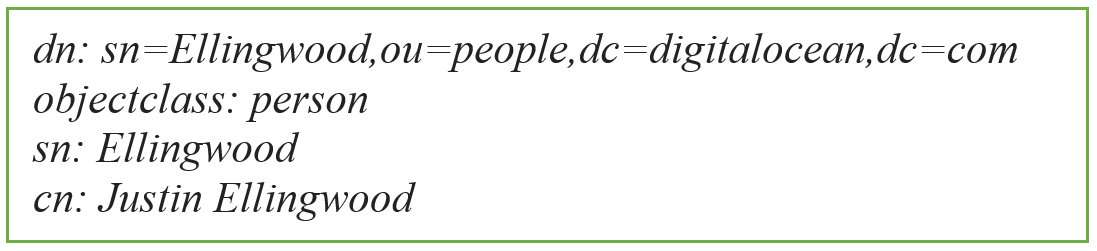 dn: sn=Ellingwood,ou=people,dc=digitalocean,dc=com
objectclass: person
sn: Ellingwood
cn: Justin Ellingwood